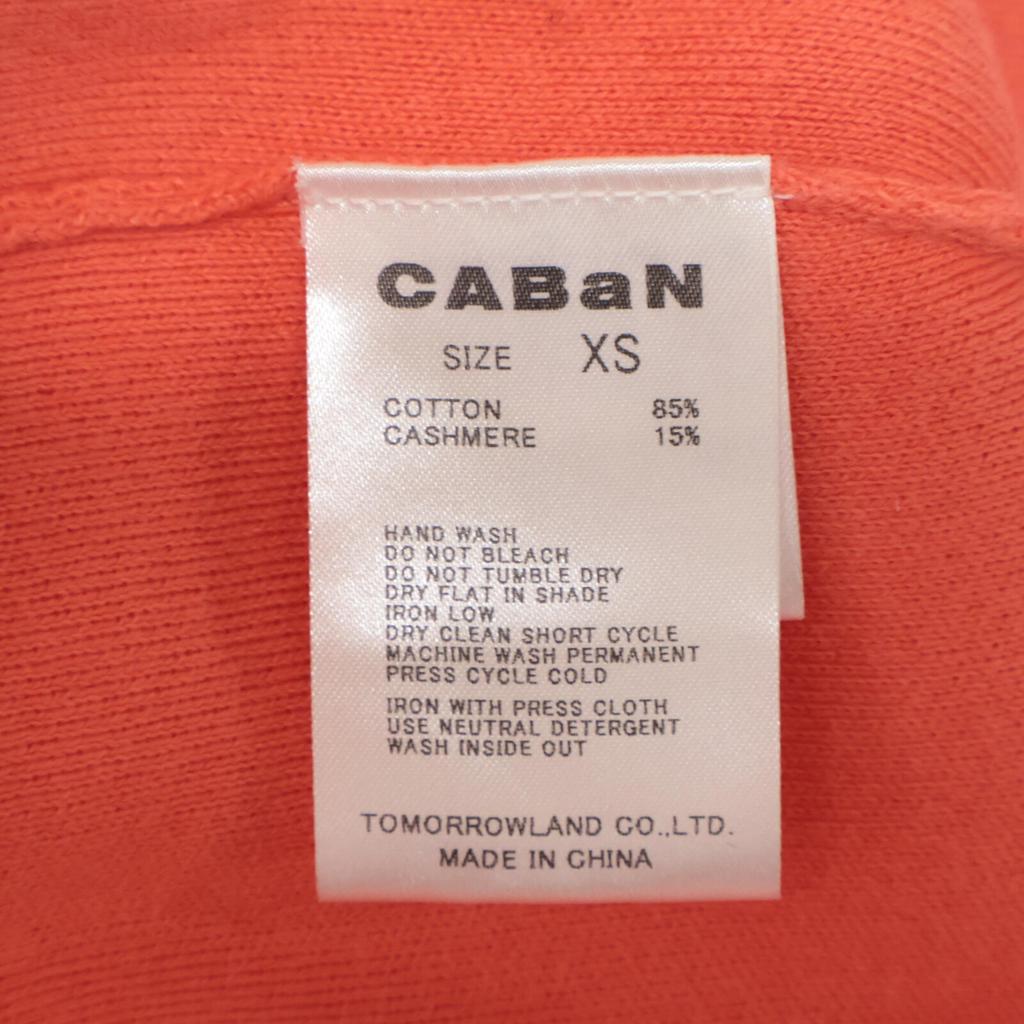 CABaN
SIZE XS
COTTON 85%
CASHMERE 15%
HAND WASH
DO NOT BLEACH
DO NOT TUMBLE DRY
DRY FLAT IN SHADE
IRON LOW
DRY CLEAN SHORT CYCLE
MACHINE WASH PERMANENT
PRESS CYCLE COLD
IRON WITH PRESS CLOTH
USE NEUTRAL DETERGENT
WASH INSIDE OUT
TOMORROWLAND CO.,LTD.
MADE IN CHINA